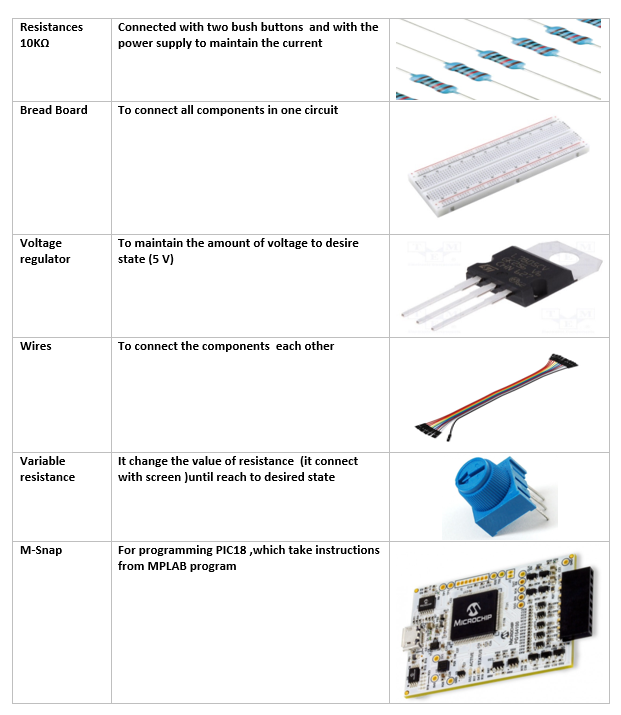 Resistances
10KΩ
Connected with two bush buttons and with the
power supply to maintain the current
Bread Board
To connect all components in one circuit
Voltage
regulator
To maintain the amount of voltage to desire
state (5 V)
Wires
To connect the components each other
Variable
resistance
It change the value of resistance (it connect
with screen )until reach to desired
state
M-Snap
For programming PIC18 ,which take instructions
from MPLAB program
MICROCHIP
MICROCHIP